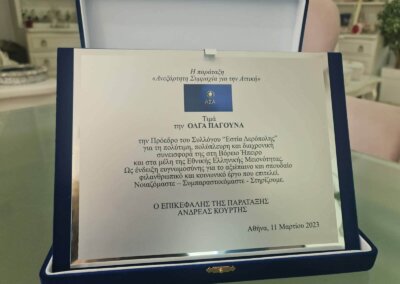 Η παράταξη
«Ανεξάρτητη Συμμαχία για την Αττική»
ΑΣΑ
Τιμά
την ΟΛΓΑ ΠΑΓΟΥΝΑ
την Πρόεδρο του Συλλόγου "Εστία Δερόπολης"
για τη πολύτιμη, πολύπλευρη και διαχρονική
συνεισφορά της στη Βόρειο Ήπειρο
και στα μέλη της Εθνικής Ελληνικής Μειονότητας.
Ως ένδειξη ευγνωμοσύνης για το αξιέπαινο και σπουδαίο
φιλανθρωπικό και κοινωνικό έργο που επιτελεί.
Νοιαζόμαστε – Συμπαραστεκόμαστε - Στηρίζουμε.
Ο ΕΠΙΚΕΦΑΛΗΣ ΤΗΣ ΠΑΡΑΤΑΞΗΣ
ΑΝΔΡΕΑΣ ΚΟΥΡΤΗΣ
Αθήνα, 11 Μαρτίου 2023